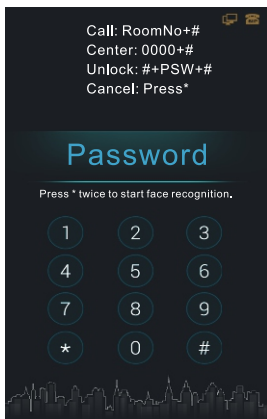 Call: RoomNo+#
Center: 0000+#
Unlock: #+PSW+#
Cancel: Press*
Password
Press * twice to start face recognition.
1 2 3
4 5 6
7 8 9
* 0 #